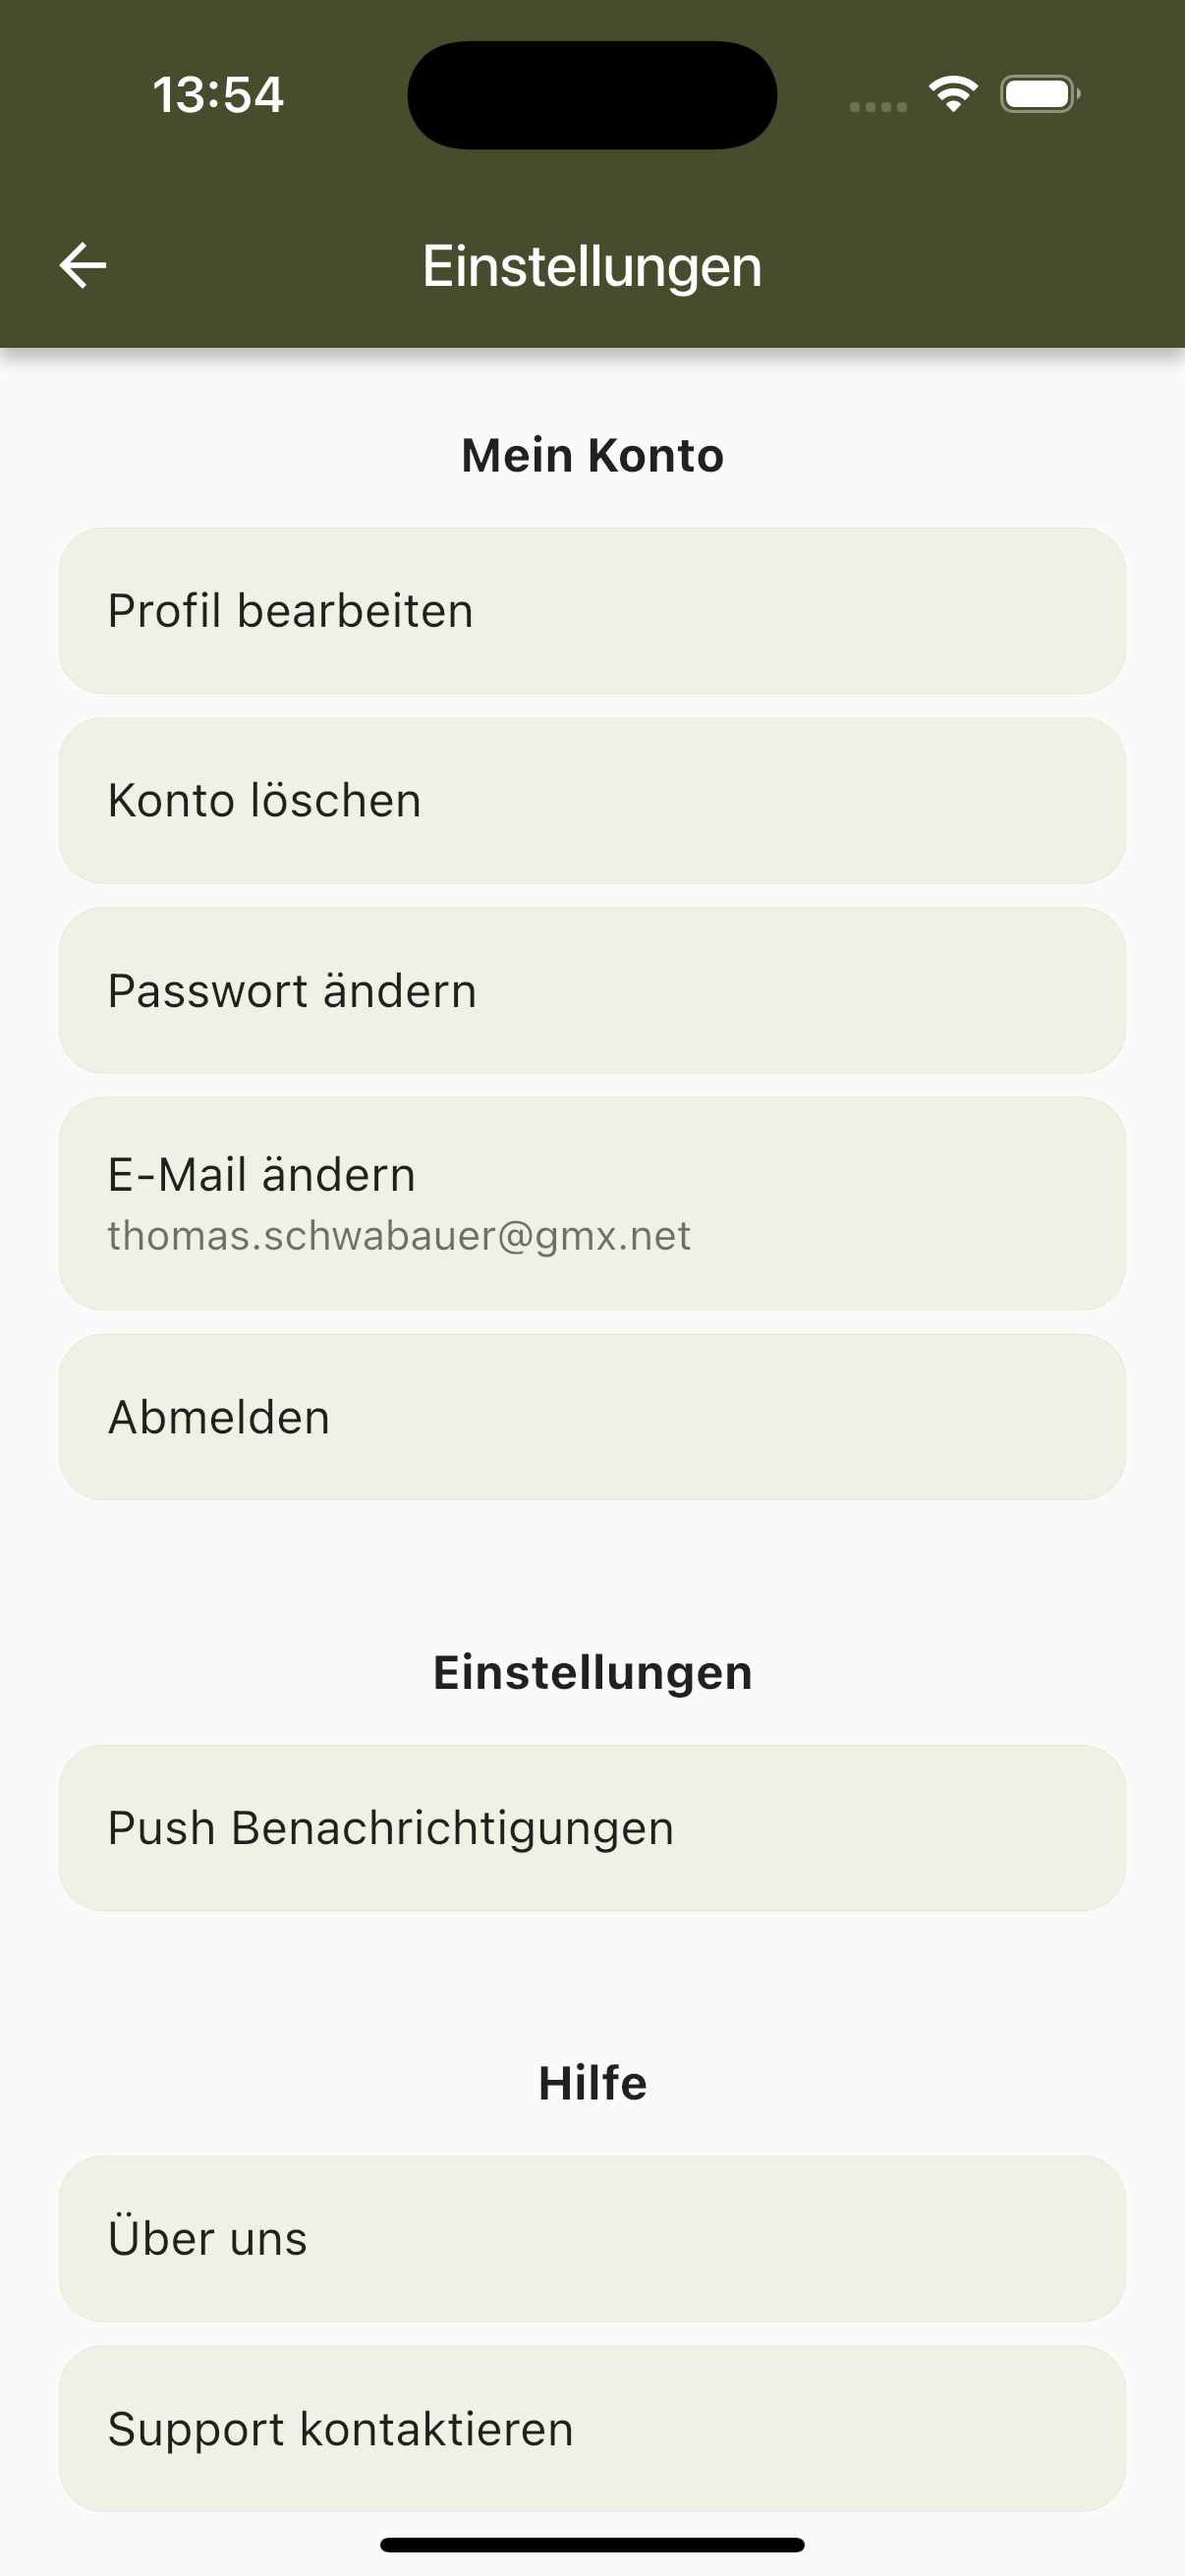 13:54
Einstellungen
Mein Konto
Profil bearbeiten
Konto löschen
Passwort ändern
E-Mail ändern
thomas.schwabauer@gmx.net
Abmelden
Einstellungen
Push Benachrichtigungen
Hilfe
Über uns
Support kontaktieren